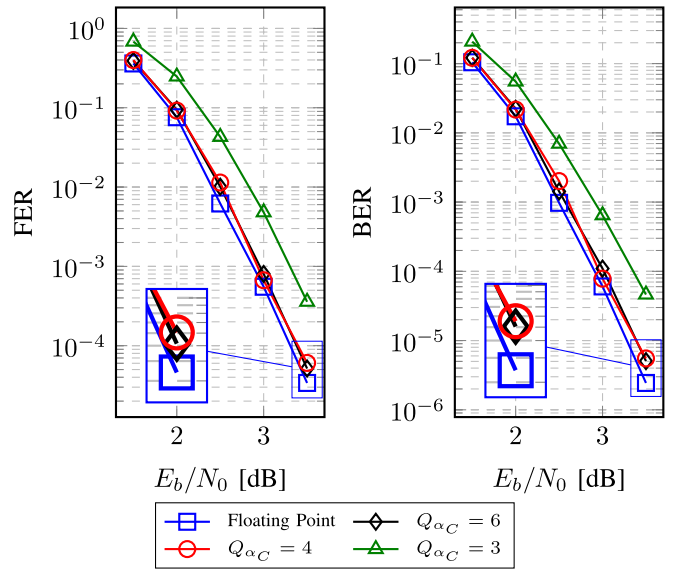 10^0
10^{-1}
10^{-2}
10^{-3}
10^{-4}
FER
2
3
E_b/N_0 [dB]
10^{-1}
10^{-2}
10^{-3}
10^{-4}
10^{-5}
10^{-6}
BER
2
3
E_b/N_0 [dB]
Floating Point
Q_{α_C} = 6
Q_{α_C} = 4
Q_{α_C} = 3